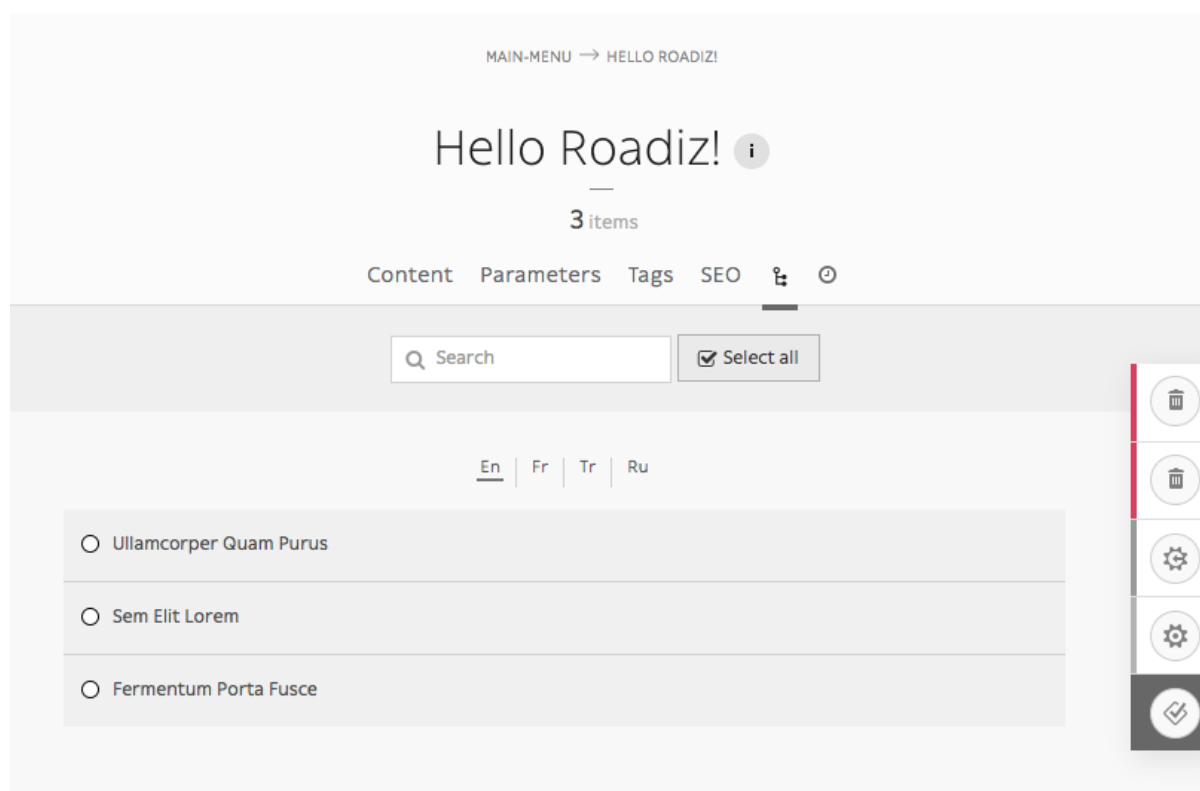 MAIN-MENU → HELLO ROADIZ!
Hello Roadiz! i
3 items
Content Parameters Tags SEO
Search Select all
En Fr Tr Ru
Ullamcorper Quam Purus
Sem Elit Lorem
Fermentum Porta Fusce